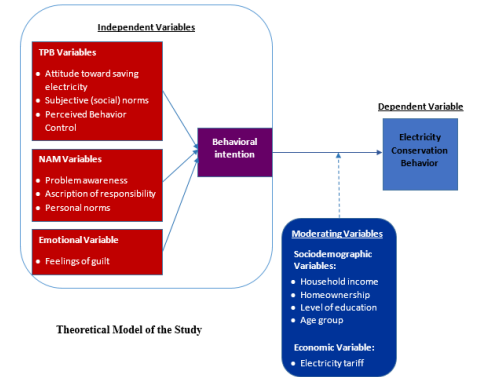 Independent Variables
TPB Variables
• Attitude toward saving
electricity
• Subjective (social) norms
• Perceived Behavior
Control
NAM Variables
• Problem awareness
• Ascription of responsibility
• Personal norms
Emotional Variable
• Feelings of guilt
Behavioral
intention
Dependent Variable
Electricity
Conservation
Behavior
Moderating Variables
Sociodemographic
Variables:
• Household income
• Homeownership
• Level of education
• Age group
Economic Variable:
• Electricity tariff
Theoretical Model of the Study